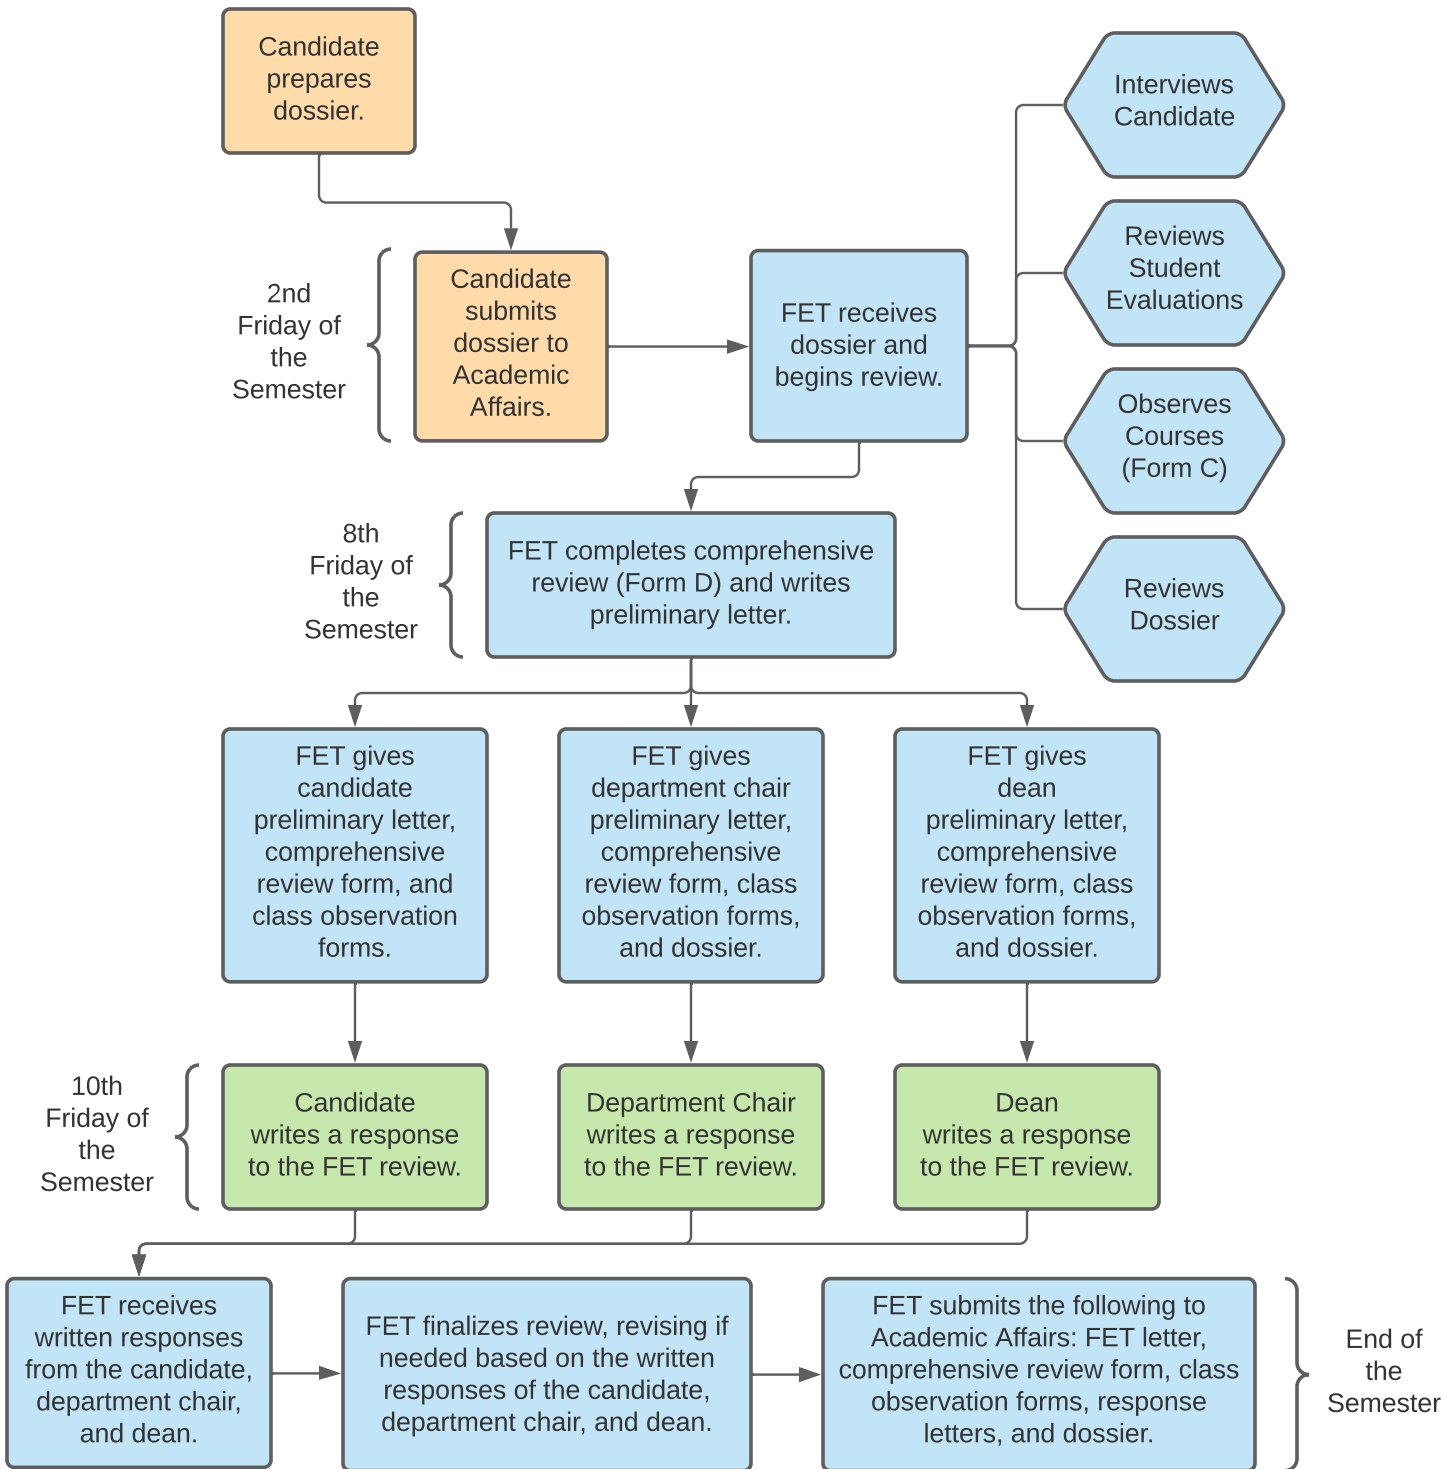 Candidate
prepares
dossier.
Interviews
Candidate
2nd
Friday of
the
Semester
Candidate
submits
dossier to
Academic
Affairs.
FET receives
dossier and
begins review.
Reviews
Student
Evaluations
Observes
Courses
(Form C)
Reviews
Dossier
8th
Friday of
the
Semester
FET completes comprehensive
review (Form D) and writes
preliminary letter.
FET gives
candidate
preliminary letter,
comprehensive
review form, and
class observation
forms.
FET gives
department chair
preliminary letter,
comprehensive
review form, class
observation forms,
and dossier.
FET gives
dean
preliminary letter,
comprehensive
review form, class
observation forms,
and dossier.
10th
Friday of
the
Semester
Candidate
writes a response
to the FET review.
Department Chair
writes a response
to the FET review.
Dean
writes a response
to the FET review.
FET receives
written responses
from the candidate,
department chair,
and dean.
FET finalizes review, revising if
needed based on the written
responses of the candidate,
department chair, and dean.
FET submits the following to
Academic Affairs: FET letter,
comprehensive review form, class
observation forms, response
letters, and dossier.
End of
the
Semester